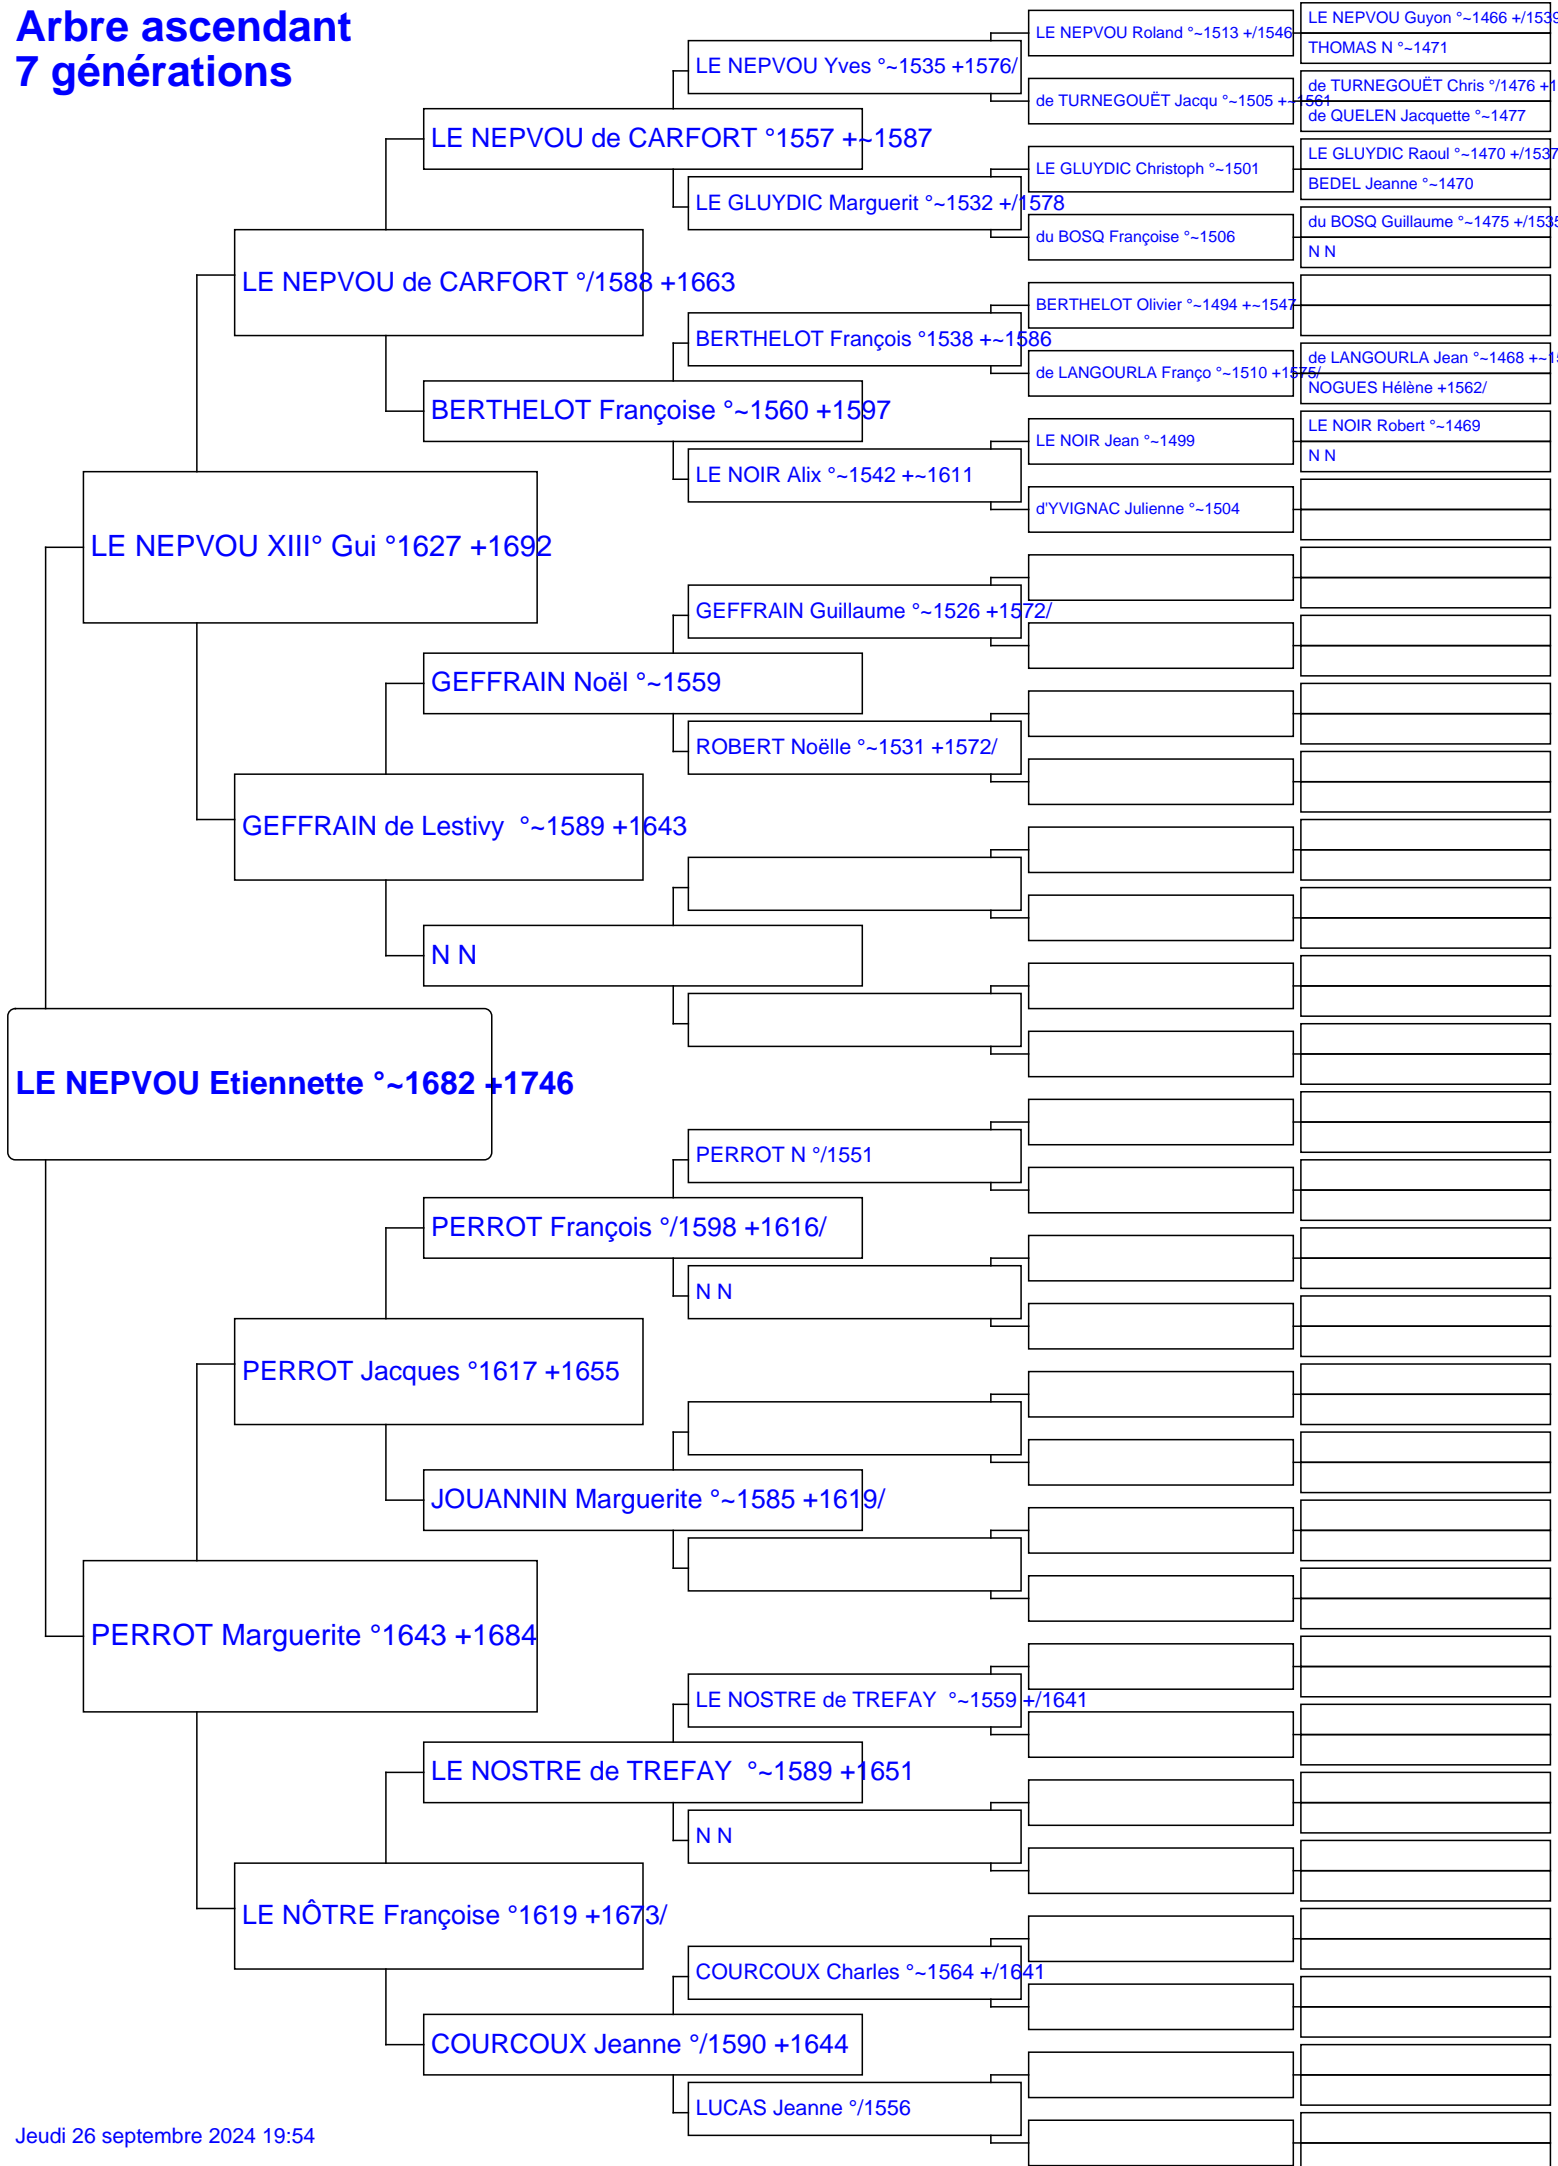 Arbre ascendant
7 générations
LE NEPVOU Etiennette °~1682 +1746
LE NEPVOU XIII° Gui °1627 +1692
PERROT Marguerite °1643 +1684
LE NEPVOU de CARFORT °/1588 +1663
GEFFRAIN de Lestivy °~1589 +1643
PERROT Jacques °1617 +1655
LE NÔTRE Françoise °1619 +1673/
LE NEPVOU de CARFORT °1557 +~1587
BERTHELOT Françoise °~1560 +1597
GEFFRAIN Noël °~1559
N N
PERROT François °/1598 +1616/
JOUANNIN Marguerite °~1585 +1619/
LE NOSTRE de TREFAY °~1589 +1651
COURCOUX Jeanne °/1590 +1644
LE NEPVOU Yves °~1535 +1576/
LE GLUYDIC Marguerit °~1532 +/1578
BERTHELOT François °1538 +~1586
LE NOIR Alix °~1542 +~1611
GEFFRAIN Guillaume °~1526 +1572/
ROBERT Noëlle °~1531 +1572/
PERROT N °/1551
N N
LE NOSTRE de TREFAY °~1559 +/1641
N N
COURCOUX Charles °~1564 +/1641
LUCAS Jeanne °/1556
LE NEPVOU Roland °~1513 +/1546
de TURNEGOUËT Jacqu °~1505 +~1561
LE GLUYDIC Christoph °~1501
du BOSQ Françoise °~1506
BERTHELOT Olivier °~1494 +~1547
de LANGOURLA Franço °~1510 +1575/
LE NOIR Jean °~1499
d'YVIGNAC Julienne °~1504
LE NEPVOU Guyon °~1466 +/1539
THOMAS N °~1471
de TURNEGOUËT Chris °/1476 +1
de QUELEN Jacquette °~1477
LE GLUYDIC Raoul °~1470 +/1537
BEDEL Jeanne °~1470
du BOSQ Guillaume °~1475 +/1535
N N
de LANGOURLA Jean °~1468 +~15
NOGUES Hélène +1562/
LE NOIR Robert °~1469
N N
Jeudi 26 septembre 2024 19:54